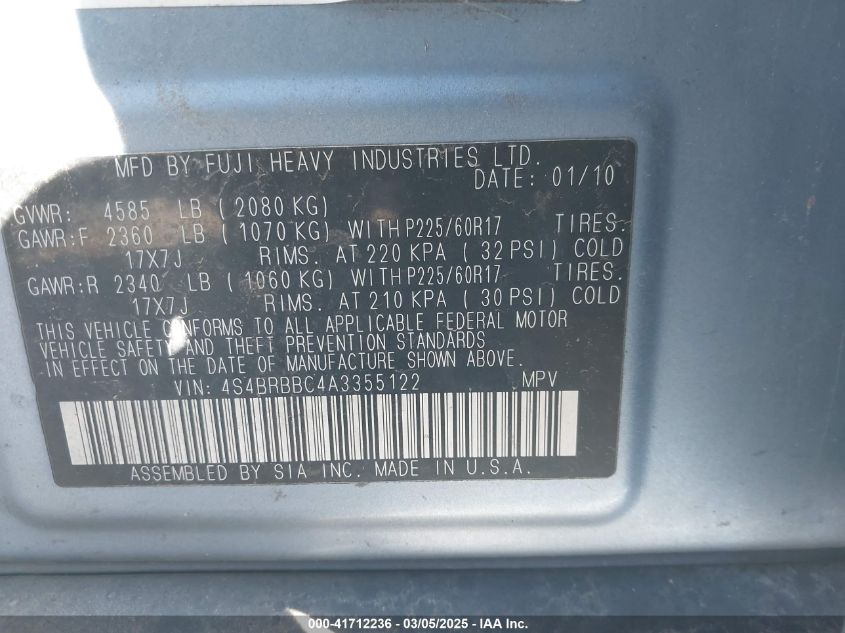 MFD BY FUJI HEAVY INDUSTRIES LTD.
DATE: 01/10
GVWR: 4585 LB ( 2080 KG)
GAWR:F 2360 LB ( 1070 KG) WITH P225/60R17 TIRES.
17X7J RIMS. AT 220 KPA ( 32 PSI) COLD
GAWR:R 2340 LB ( 1060 KG) WITH P225/60R17 TIRES.
17X7J RIMS. AT 210 KPA ( 30 PSI) COLD
THIS VEHICLE CONFORMS TO ALL APPLICABLE FEDERAL MOTOR
VEHICLE SAFETY AND THEFT PREVENTION STANDARDS
IN EFFECT ON THE DATE OF MANUFACTURE SHOWN ABOVE.
VIN: 4S4BRBBC4A3355122 MPV
ASSEMBLED BY SIA INC. MADE IN U.S.A.
000-41712236 - 03/05/2025 - IAA Inc.